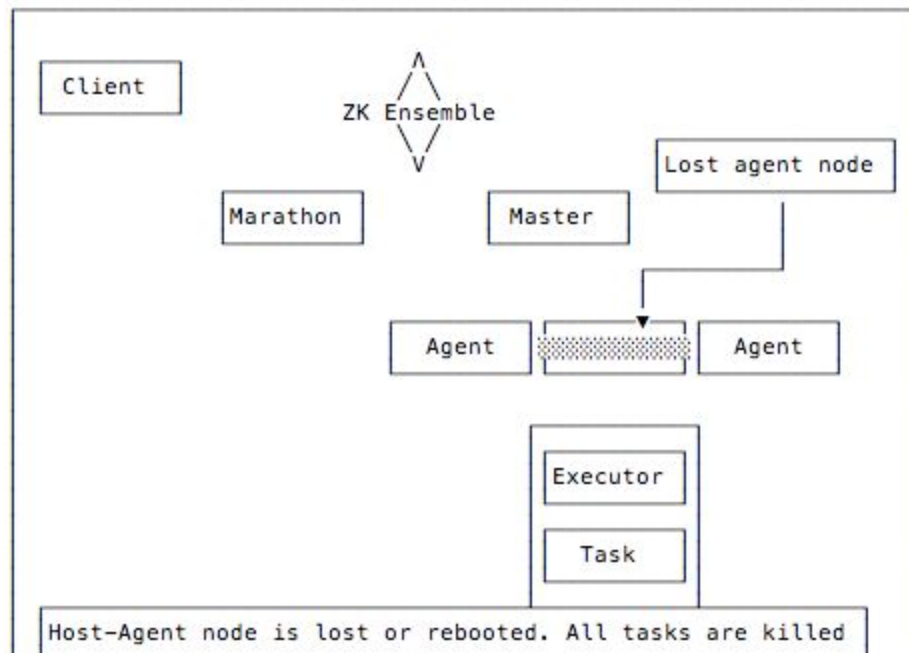 Client
ZK Ensemble
Lost agent node
Marathon
Master
Agent
Agent
Executor
Task
Host-Agent node is lost or rebooted. All tasks are killed